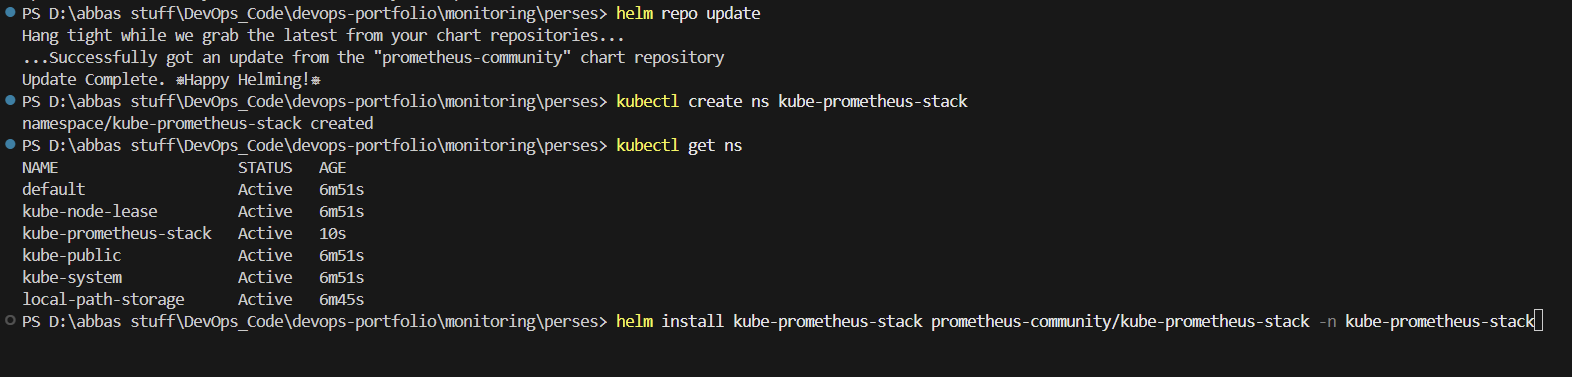 PS D:\abbas stuff\DevOps_Code\devops-portfolio\monitoring\perses> helm repo update
Hang tight while we grab the latest from your chart repositories...
...Successfully got an update from the "prometheus-community" chart repository
Update Complete. ⎈Happy Helming!⎈
PS D:\abbas stuff\DevOps_Code\devops-portfolio\monitoring\perses> kubectl create ns kube-prometheus-stack
namespace/kube-prometheus-stack created
PS D:\abbas stuff\DevOps_Code\devops-portfolio\monitoring\perses> kubectl get ns
NAME STATUS AGE
default Active 6m51s
kube-node-lease Active 6m51s
kube-prometheus-stack Active 10s
kube-public Active 6m51s
kube-system Active 6m51s
local-path-storage Active 6m45s
PS D:\abbas stuff\DevOps_Code\devops-portfolio\monitoring\perses> helm install kube-prometheus-stack prometheus-community/kube-prometheus-stack -n kube-prometheus-stack